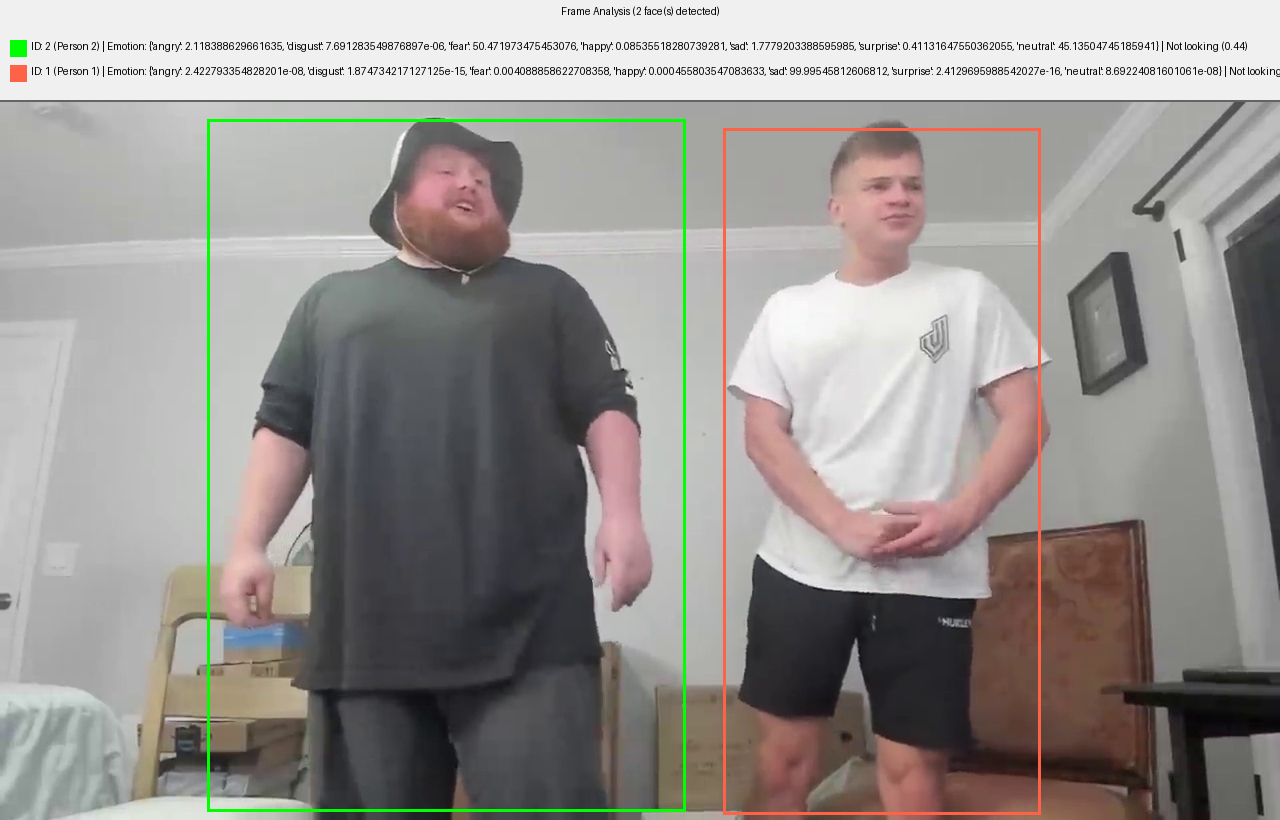 Frame Analysis (2 face(s) detected)
ID: 2 (Person 2) | Emotion: {'angry': 2.118388629661635, 'disgust': 7.691283549876897e-06, 'fear': 50.471973475453076, 'happy': 0.08535518280739281, 'sad': 1.7779203388595985, 'surprise': 0.41131647550362055, 'neutral': 45.13504745185941} | Not looking (0.44)
ID: 1 (Person 1) | Emotion: {'angry': 2.422793354828201e-08, 'disgust': 1.874734217127125e-15, 'fear': 0.004088858622708358, 'happy': 0.000455803547083633, 'sad': 99.99545812606812, 'surprise': 2.4129695988542027e-16, 'neutral': 8.69224081601061e-08} | Not looking
HURLEY